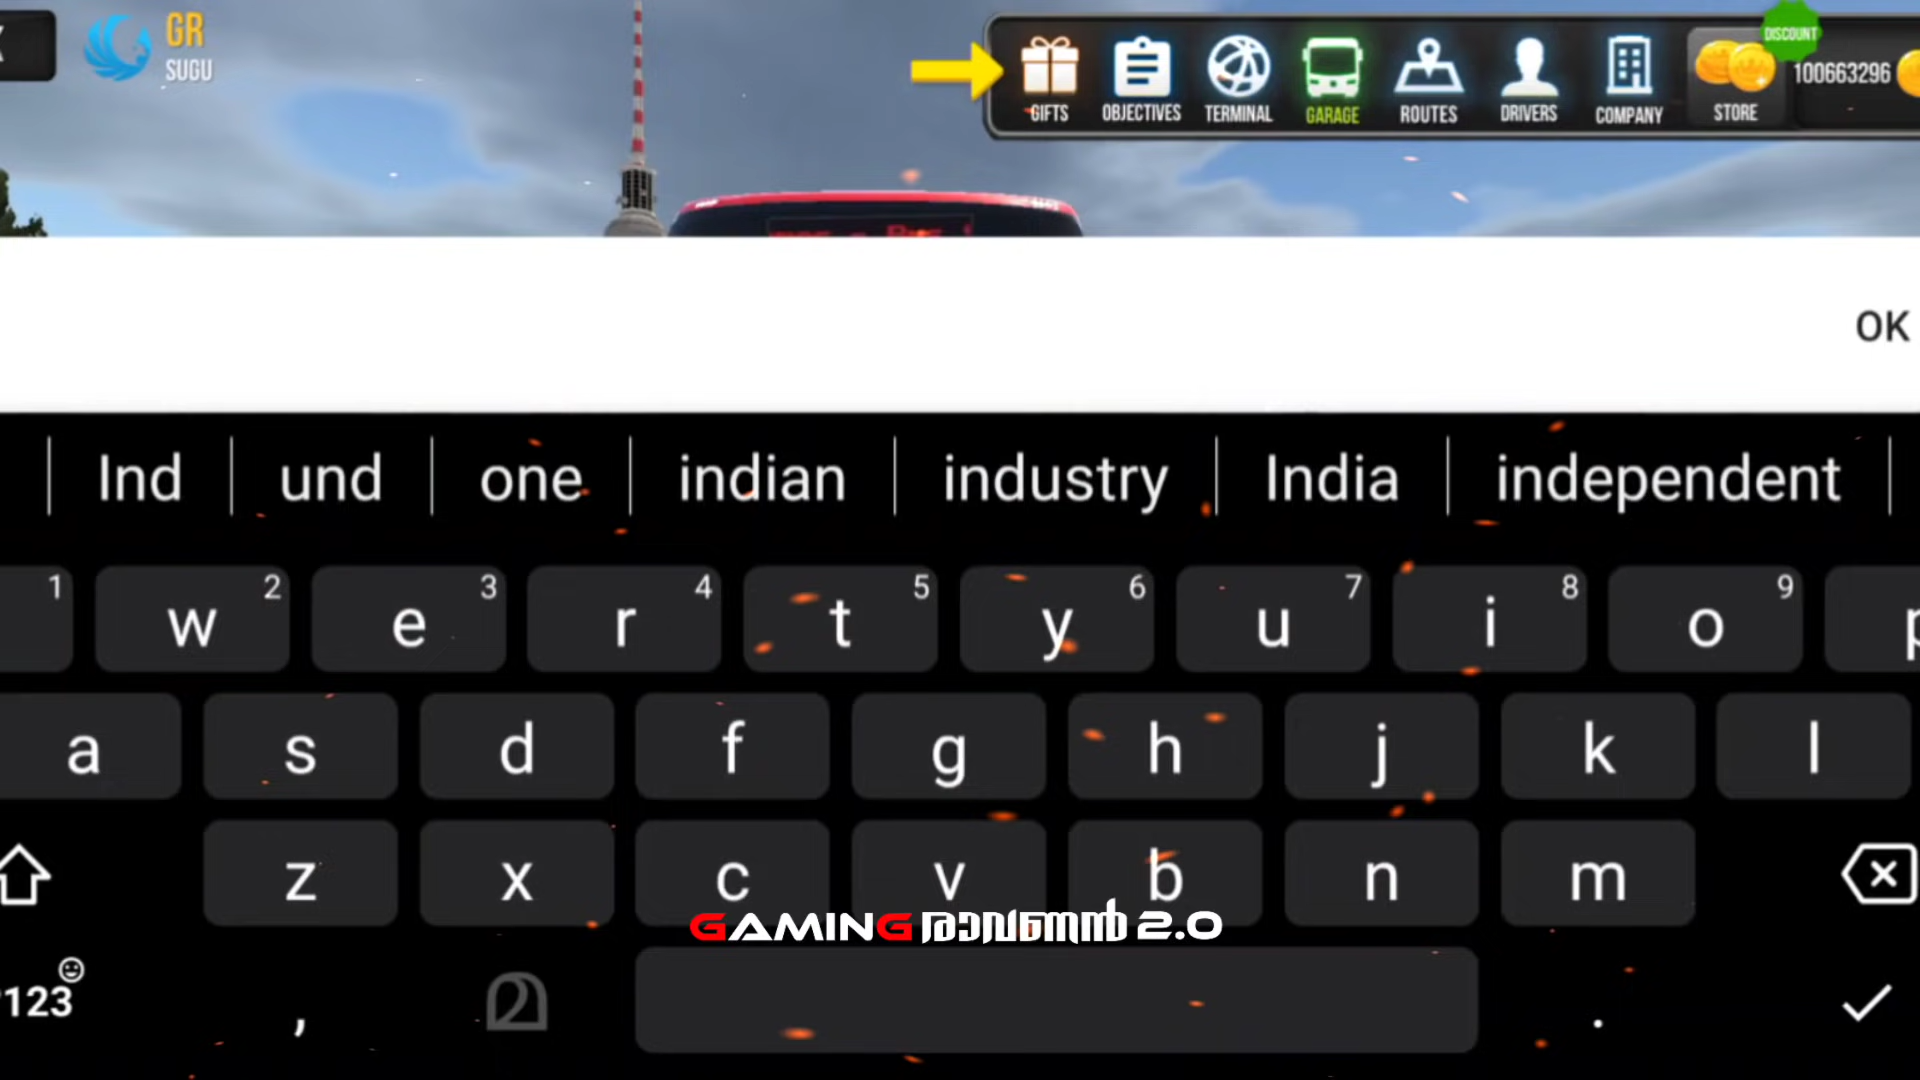 GR
SUGU
GIFTS
OBJECTIVES
TERMINAL
GARAGE
ROUTES
DRIVERS
COMPANY
STORE
DISCOUNT
100663296
OK
Ind
und
one
indian
industry
India
independent
1
w 2
e 3
r 4
t 5
y 6
u 7
i 8
o 9
p
a s d f g h j k l
z x c v b n m
GAMING രാവണൻ 2.0
123
,
മ
.